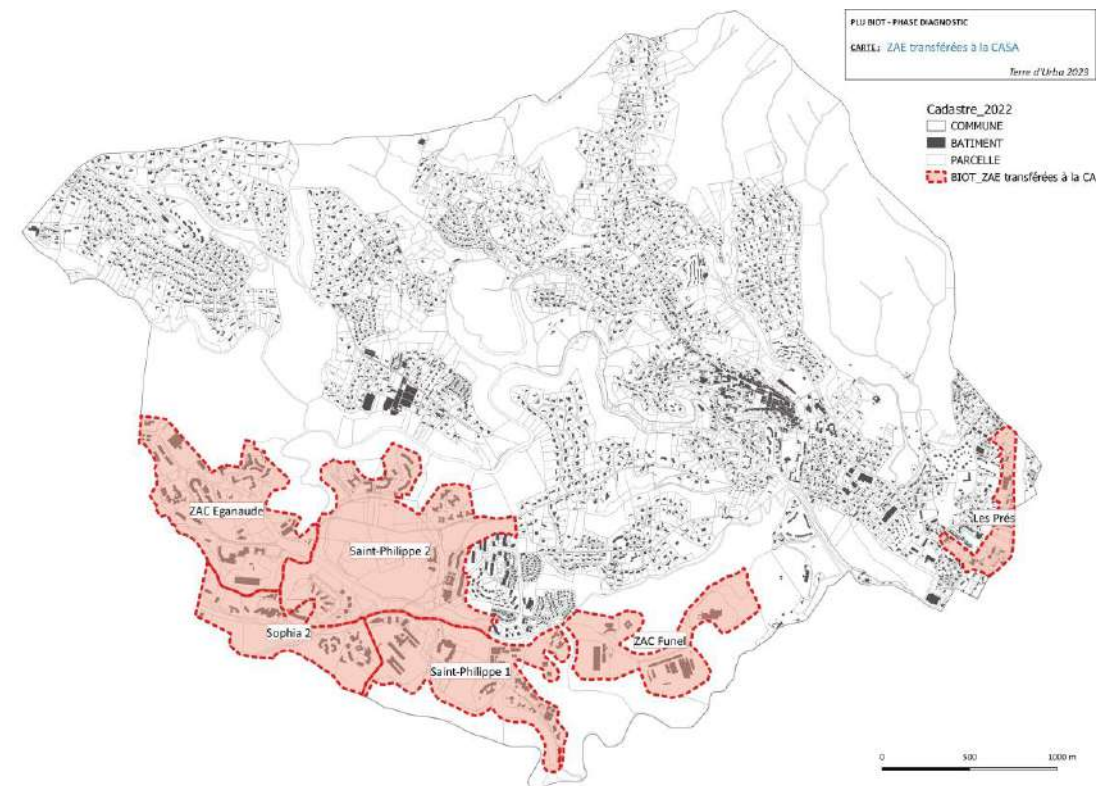 PLU BIOT - PHASE DIAGNOSTIC
CARTE : ZAE transférées à la CASA
Terre d'Urba 2023
Cadastre_2022
COMMUNE
BATIMENT
PARCELLE
BIOT_ZAE transférées à la CA
ZAC Eganaude
Saint-Philippe 2
Les Prés
Sophia 2
ZAC Funel
Saint-Philippe 1
0 500 1000 m